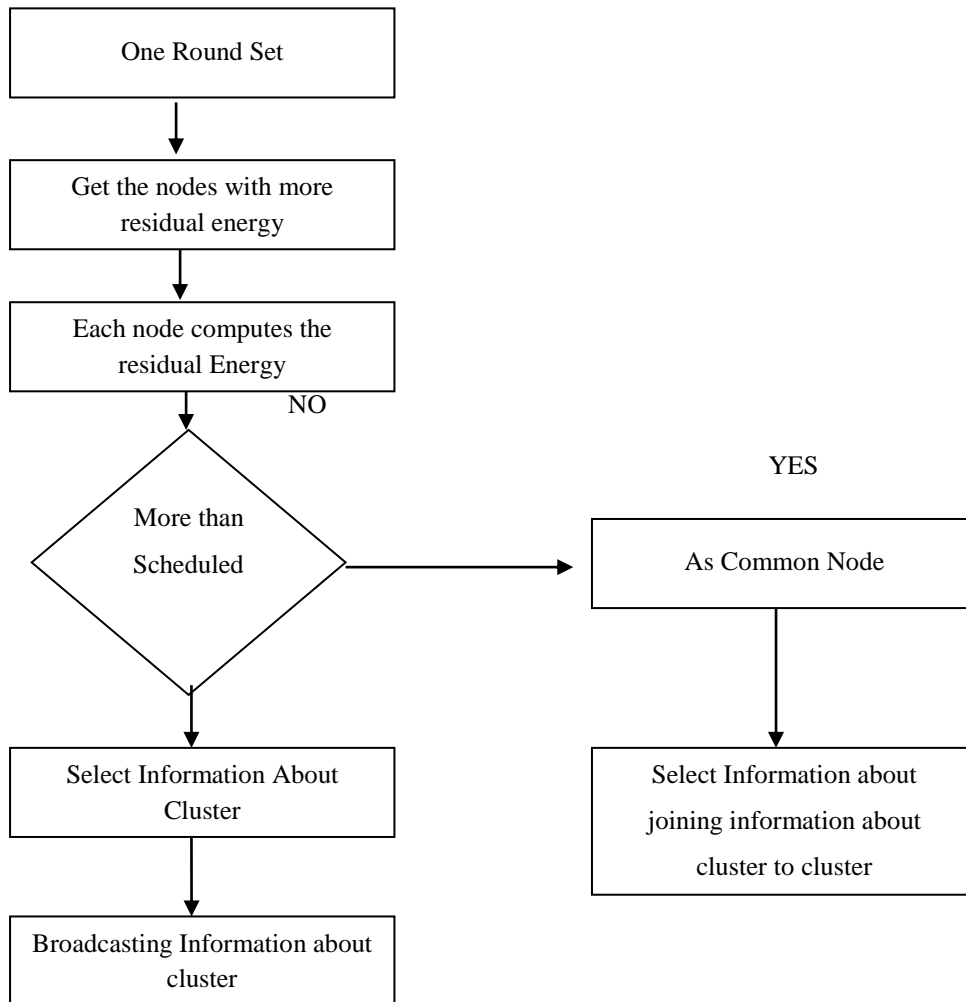 One Round Set
Get the nodes with more
residual energy
Each node computes the
residual Energy
NO
YES
More than
Scheduled
As Common Node
Select Information About
Cluster
Select Information about
joining information about
cluster to cluster
Broadcasting Information about
cluster